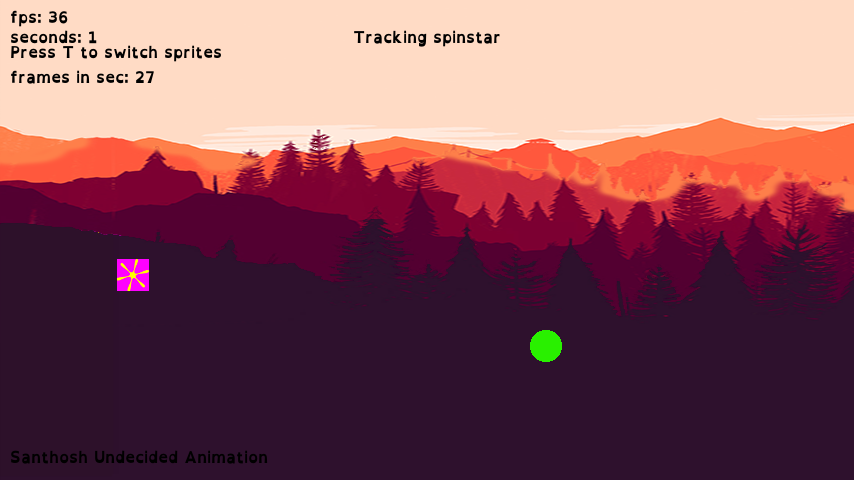 fps: 36
seconds: 1
Press T to switch sprites
frames in sec: 27
Tracking spinstar
Santhosh Undecided Animation